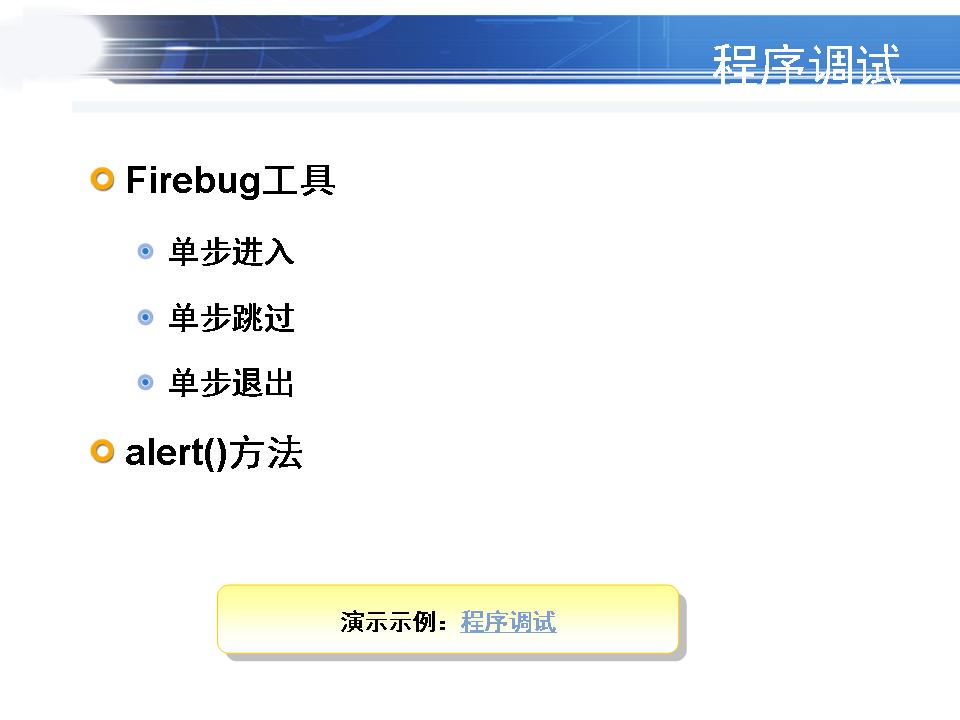 程序调试
Firebug工具
单步进入
单步跳过
单步退出
alert()方法
演示示例：程序调试